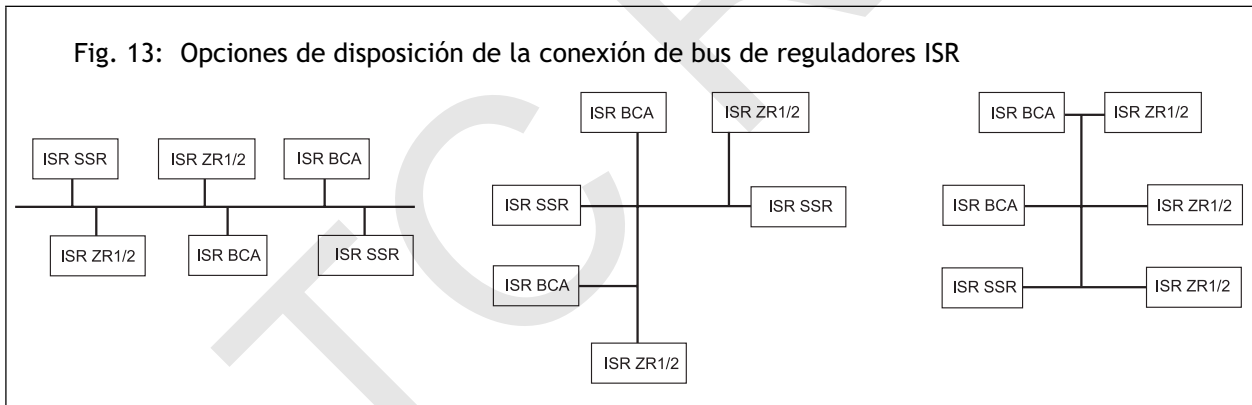 Fig. 13: Opciones de disposición de la conexión de bus de reguladores ISR
ISR SSR
ISR ZR1/2
ISR BCA
ISR ZR1/2
ISR BCA
ISR SSR
ISR BCA
ISR ZR1/2
ISR SSR
ISR SSR
ISR BCA
ISR ZR1/2
ISR BCA
ISR ZR1/2
ISR BCA
ISR ZR1/2
ISR SSR
ISR ZR1/2